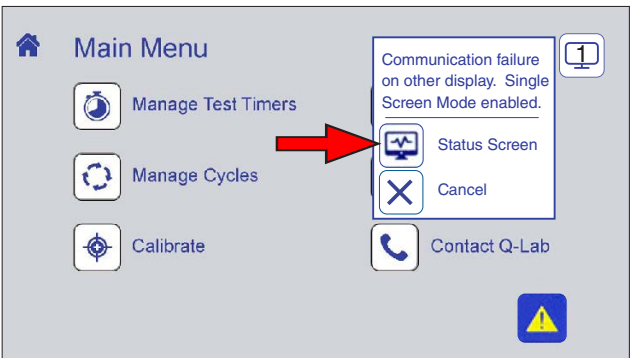 Main Menu
1
Communication failure
on other display.  Single
Screen Mode enabled.
Manage Test Timers
Status Screen
Manage Cycles
Cancel
Calibrate
Contact Q-Lab